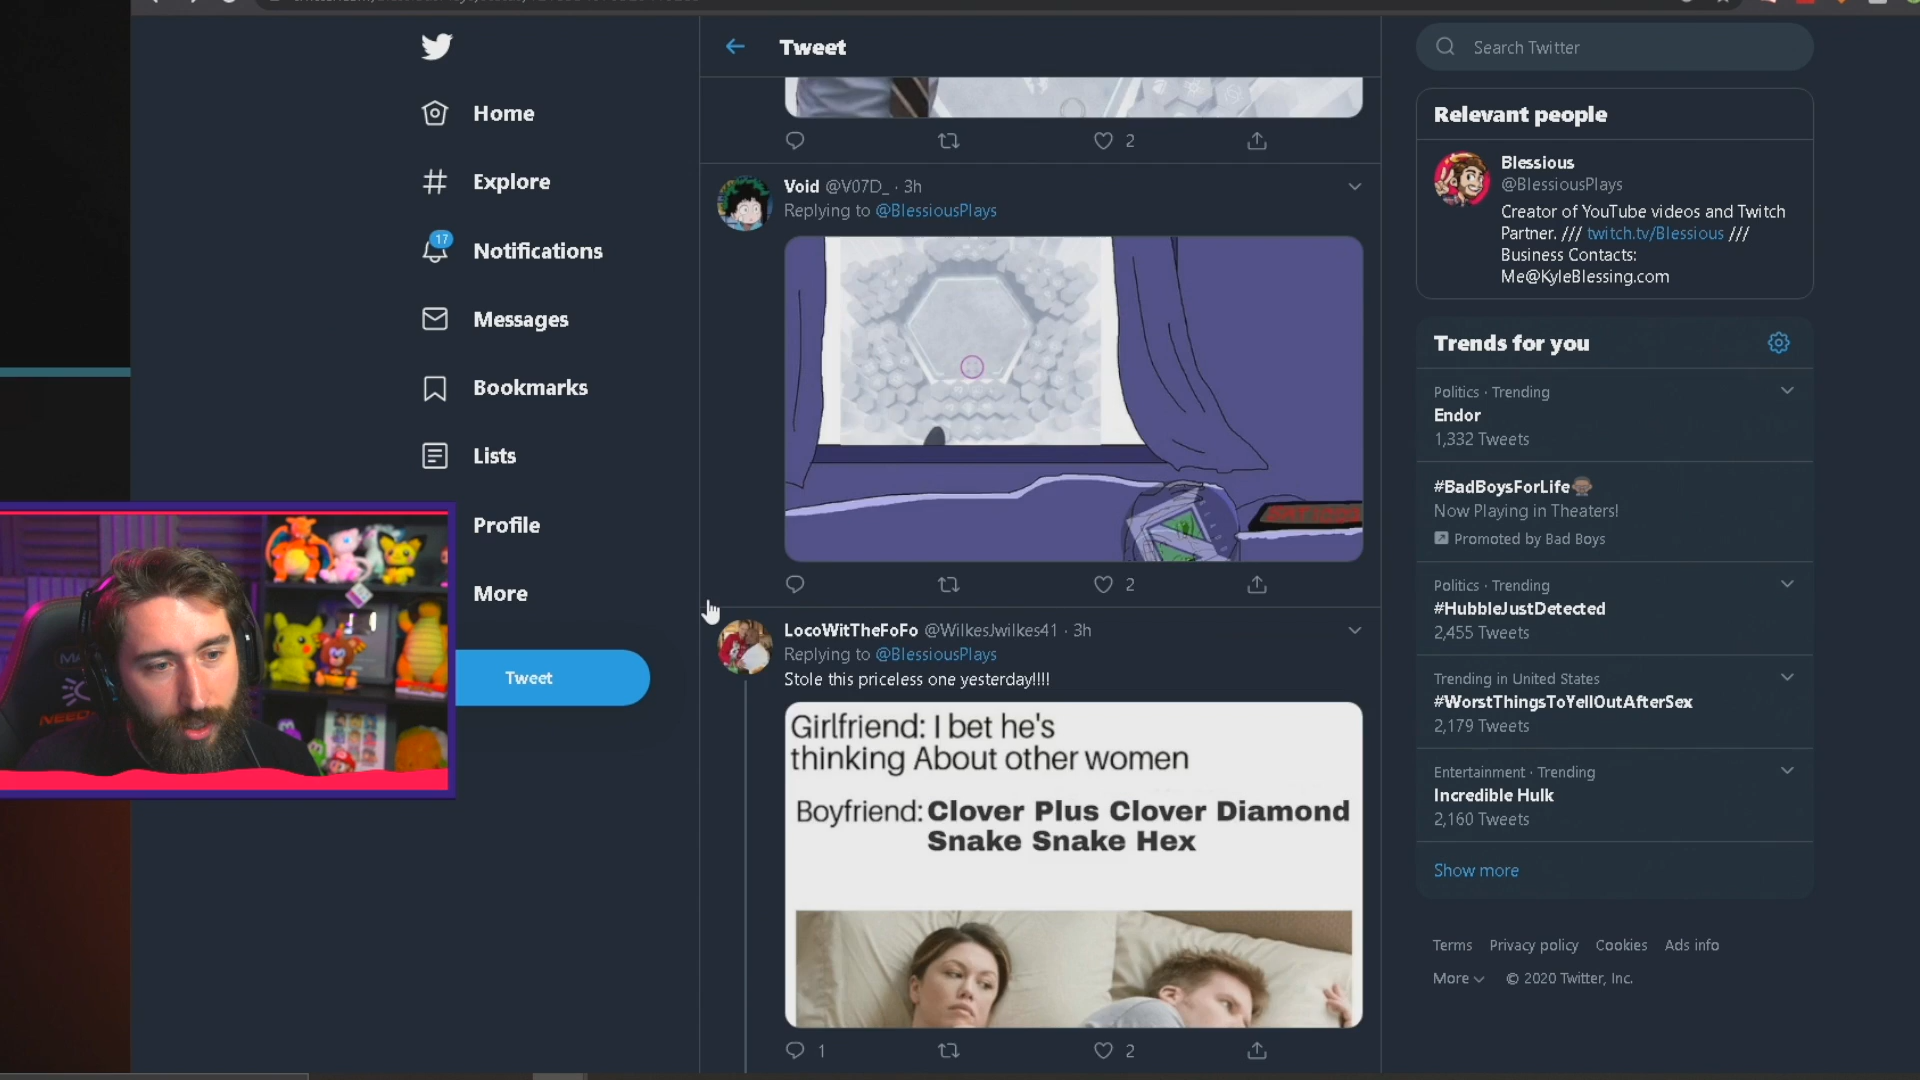 Tweet
Search Twitter
Home
Explore
17
Notifications
Messages
Bookmarks
Lists
Profile
More
Tweet
2
Void @V07D_ · 3h
Replying to @BlessiousPlays
2
LocoWitTheFoFo @WilkesJwilkes41 · 3h
Replying to @BlessiousPlays
Stole this priceless one yesterday!!!!
Girlfriend: I bet he's
thinking About other women
Boyfriend: Clover Plus Clover Diamond
Snake Snake Hex
1
2
Relevant people
Blessious
@BlessiousPlays
Creator of YouTube videos and Twitch
Partner. /// twitch.tv/Blessious ///
Business Contacts:
Me@KyleBlessing.com
Trends for you
Politics · Trending
Endor
1,332 Tweets
#BadBoysForLife
Now Playing in Theaters!
Promoted by Bad Boys
Politics · Trending
#HubbleJustDetected
2,455 Tweets
Trending in United States
#WorstThingsToYellOutAfterSex
2,179 Tweets
Entertainment · Trending
Incredible Hulk
2,160 Tweets
Show more
Terms Privacy policy Cookies Ads info
More © 2020 Twitter, Inc.